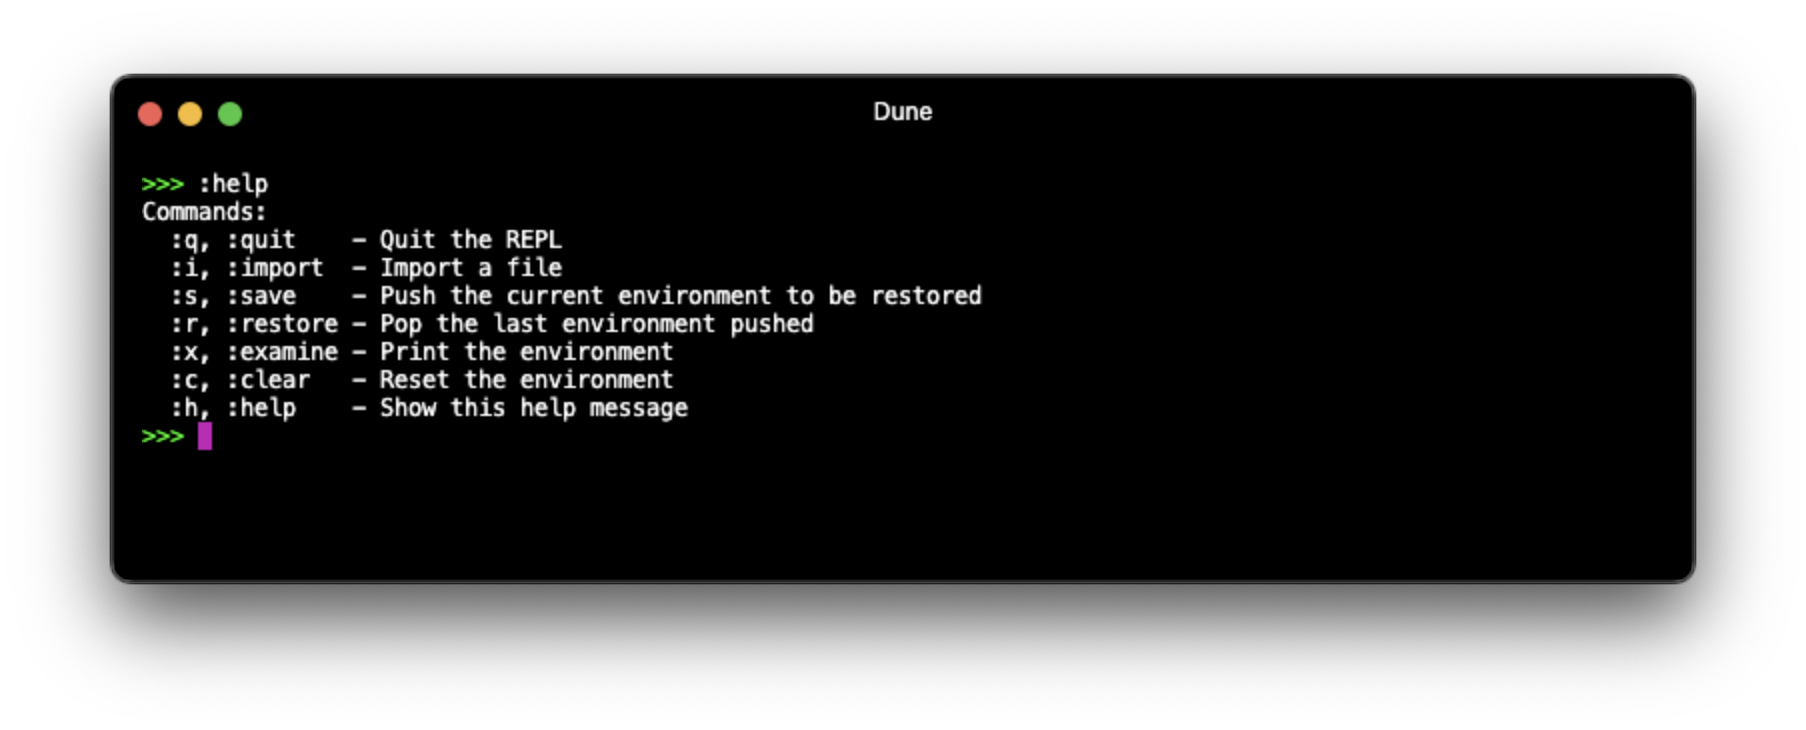 Dune
>>> :help
Commands:
  :q, :quit    – Quit the REPL
  :i, :import  – Import a file
  :s, :save    – Push the current environment to be restored
  :r, :restore – Pop the last environment pushed
  :x, :examine – Print the environment
  :c, :clear   – Reset the environment
  :h, :help    – Show this help message
>>>